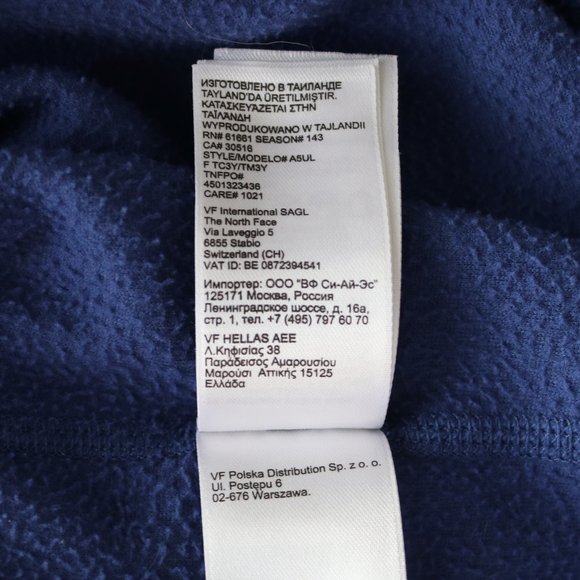 ИЗГОТОВЛЕНО В ТАИЛАНДЕ
TAYLAND'DA ÜRETILMIŞTIR.
ΚΑΤΑΣΚΕΥΑΖΕΤΑΙ ΣΤΗΝ
ΤΑΪΛΑΝΔΗ
WYPRODUKOWANO W TAJLANDII
RN# 61661 SEASON# 143
CA# 30516
STYLE/MODELO# A5UL
F TC3Y/TM3Y
TNFPO#
4501323436
CARE# 1021
VF International SAGL
The North Face
Via Laveggio 5
6855 Stabio
Switzerland (CH)
VAT ID: BE 0872394541
Импортер: ООО "ВФ Си-Ай-Эс"
125171 Москва, Россия
Ленинградское шоссе, д. 16а,
стр. 1, тел. +7 (495) 797 60 70
VF HELLAS AEE
Λ.Κηφισίας 38
Παράδεισος Αμαρουσίου
Μαρούσι Αττικής 15125
Ελλάδα
VF Polska Distribution Sp. z o. o.
Ul. Postępu 6
02-676 Warszawa.